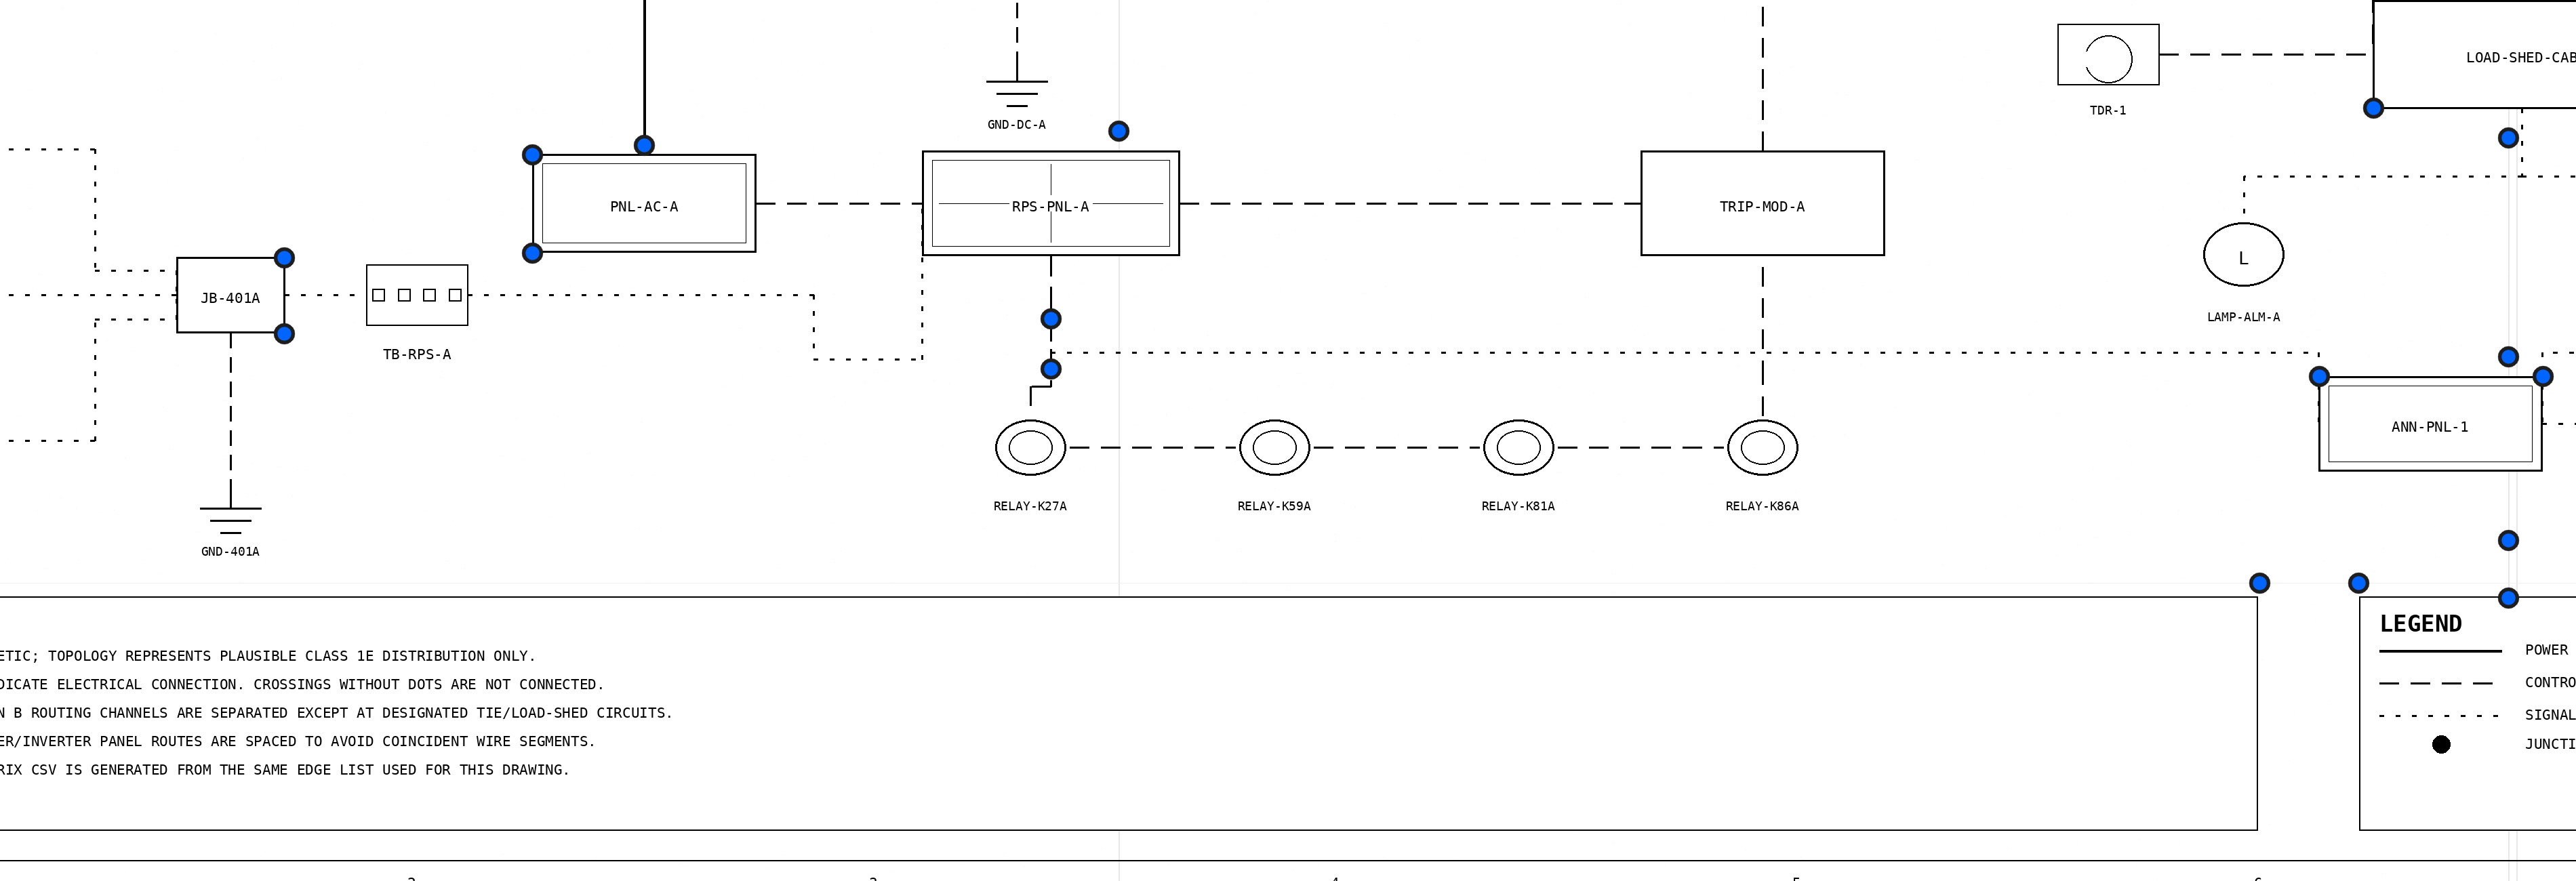 LOAD-SHED-CAB
TDR-1
GND-DC-A
PNL-AC-A
RPS-PNL-A
TRIP-MOD-A
L
JB-401A
LAMP-ALM-A
TB-RPS-A
ANN-PNL-1
RELAY-K27A
RELAY-K59A
RELAY-K81A
RELAY-K86A
GND-401A
ETIC; TOPOLOGY REPRESENTS PLAUSIBLE CLASS 1E DISTRIBUTION ONLY.
DICATE ELECTRICAL CONNECTION. CROSSINGS WITHOUT DOTS ARE NOT CONNECTED.
N B ROUTING CHANNELS ARE SEPARATED EXCEPT AT DESIGNATED TIE/LOAD-SHED CIRCUITS.
ER/INVERTER PANEL ROUTES ARE SPACED TO AVOID COINCIDENT WIRE SEGMENTS.
RIX CSV IS GENERATED FROM THE SAME EDGE LIST USED FOR THIS DRAWING.
LEGEND
POWER
CONTRO
SIGNAL
JUNCTI